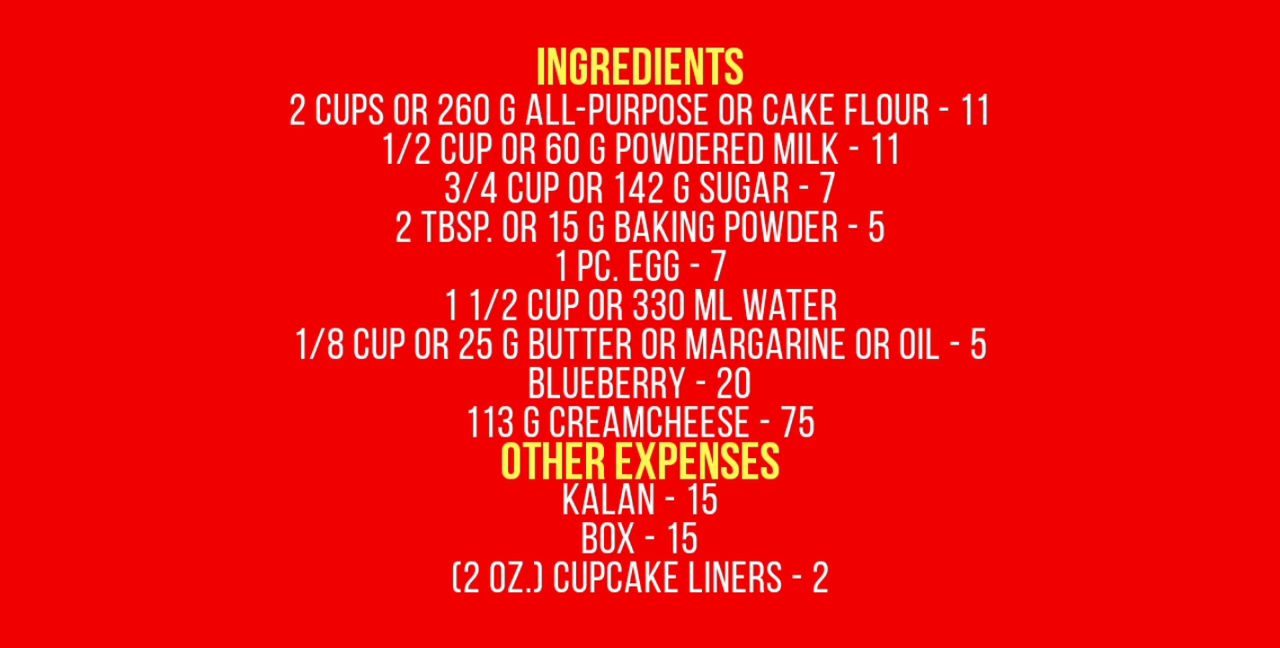 INGREDIENTS
2 CUPS OR 260 G ALL-PURPOSE OR CAKE FLOUR - 11
1/2 CUP OR 60 G POWDERED MILK - 11
3/4 CUP OR 142 G SUGAR - 7
2 TBSP. OR 15 G BAKING POWDER - 5
1 PC. EGG - 7
1 1/2 CUP OR 330 ML WATER
1/8 CUP OR 25 G BUTTER OR MARGARINE OR OIL - 5
BLUEBERRY - 20
113 G CREAMCHEESE - 75
OTHER EXPENSES
KALAN - 15
BOX - 15
(2 OZ.) CUPCAKE LINERS - 2